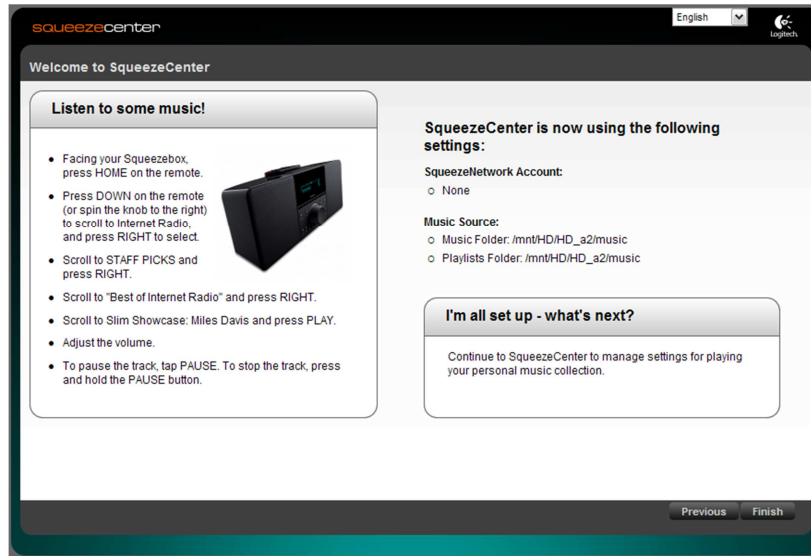 squeezecenter
English
Logitech
Welcome to SqueezeCenter
Listen to some music!
• Facing your Squeezebox,
press HOME on the remote.
• Press DOWN on the remote
(or spin the knob to the right)
to scroll to Internet Radio,
and press RIGHT to select.
• Scroll to STAFF PICKS and
press RIGHT.
• Scroll to "Best of Internet Radio" and press RIGHT.
• Scroll to Slim Showcase: Miles Davis and press PLAY.
• Adjust the volume.
• To pause the track, tap PAUSE. To stop the track, press
and hold the PAUSE button.
SqueezeCenter is now using the following
settings:
SqueezeNetwork Account:
○ None
Music Source:
○ Music Folder: /mnt/HD/HD_a2/music
○ Playlists Folder: /mnt/HD/HD_a2/music
I'm all set up - what's next?
Continue to SqueezeCenter to manage settings for playing
your personal music collection.
Previous
Finish